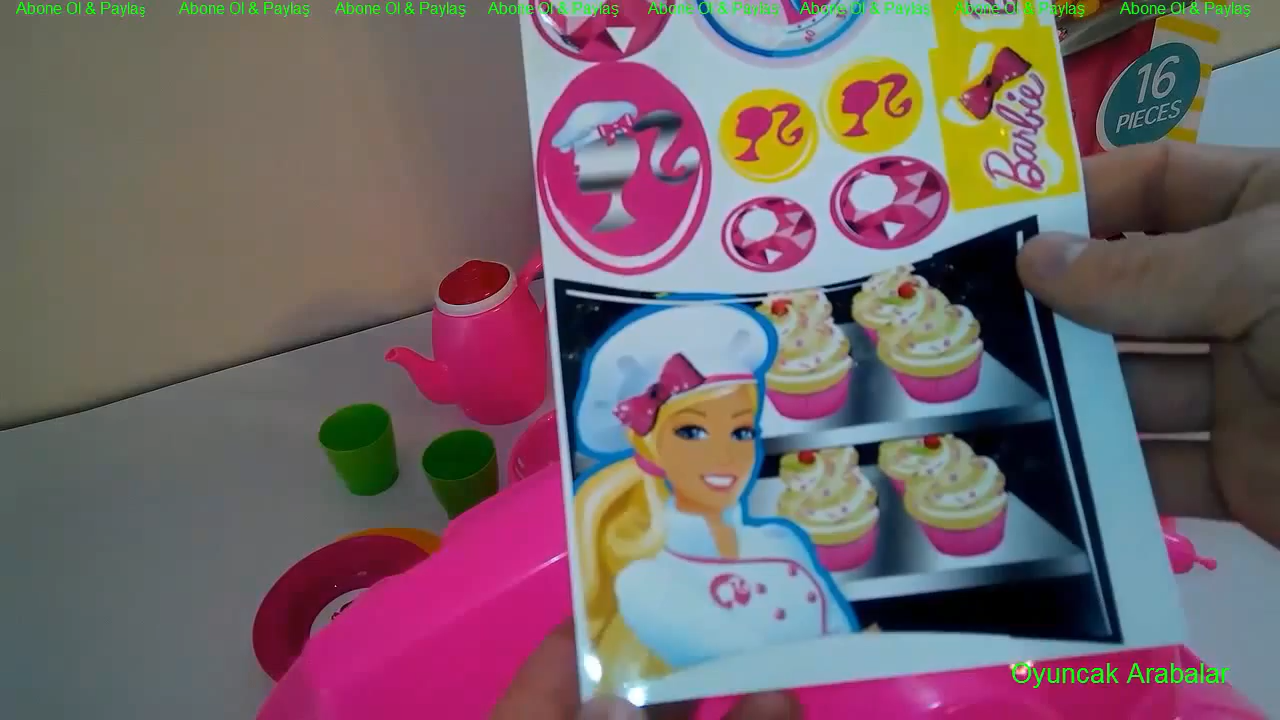 Abone Ol & Paylaş Abone Ol & Paylaş Abone Ol & Paylaş Abone Ol & Paylaş Abone Ol & Paylaş Abone Ol & Paylaş Abone Ol & Paylaş Abone Ol & Paylaş
16
PIECES
Barbie
Oyuncak Arabalar